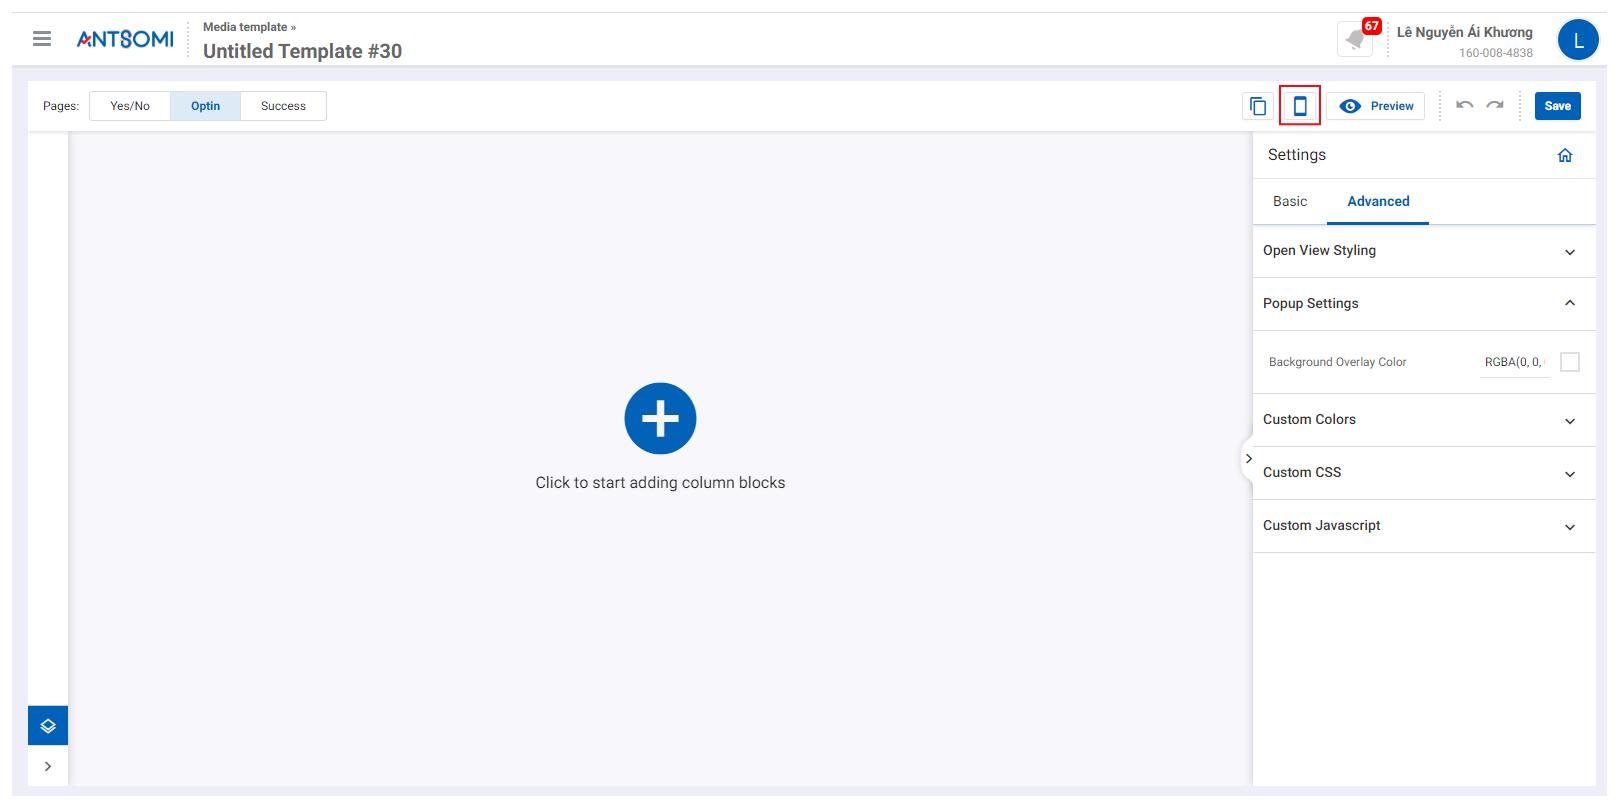 ANTSOMI
Media template »
Untitled Template #30
67
Lê Nguyễn Ái Khương
160-008-4838
L
Pages:
Yes/No
Optin
Success
Preview
Save
Settings
Basic
Advanced
Open View Styling
Popup Settings
Background Overlay Color
RGBA(0, 0,
Custom Colors
Custom CSS
Custom Javascript
Click to start adding column blocks